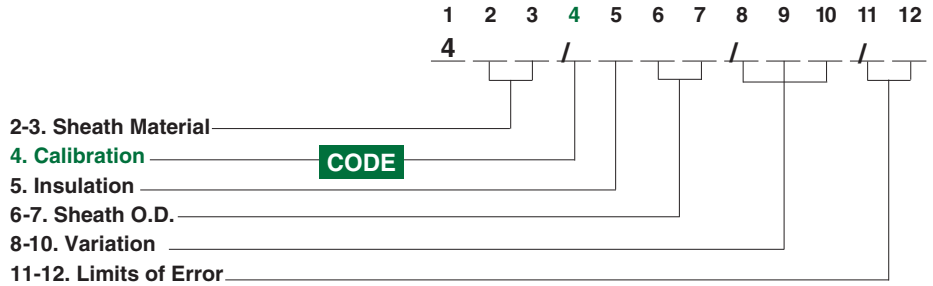 1 2 3 4 5 6 7 8 9 10 11 12
4 / / /
2-3. Sheath Material
4. Calibration CODE
5. Insulation
6-7. Sheath O.D.
8-10. Variation
11-12. Limits of Error